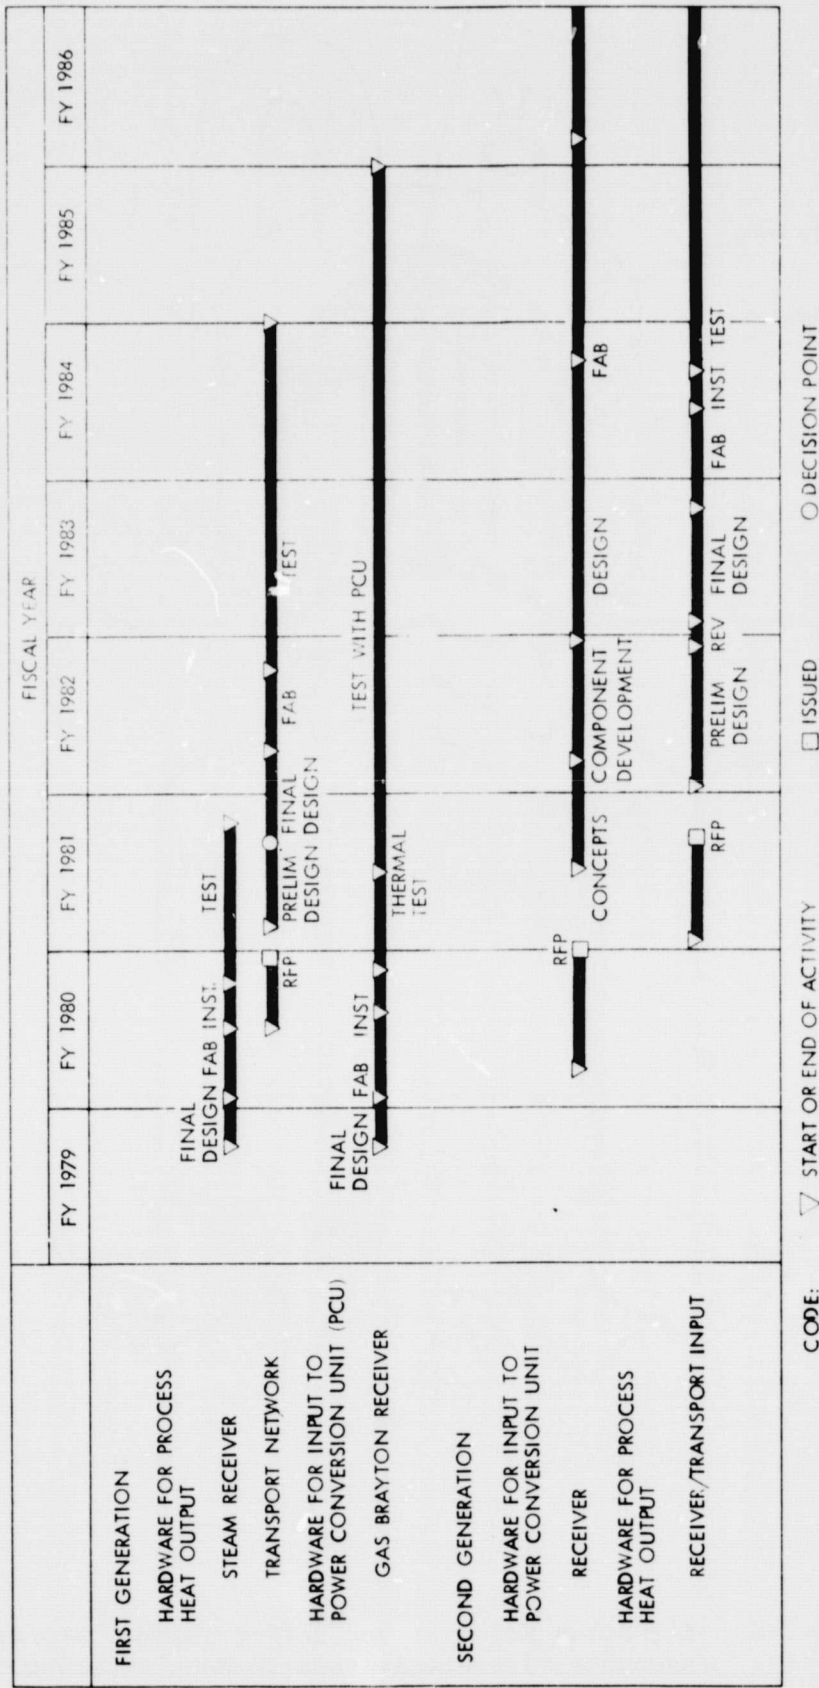 FISCAL YEAR
FY 1979 FY 1980 FY 1981 FY 1982 FY 1983 FY 1984 FY 1985 FY 1986
FIRST GENERATION
HARDWARE FOR PROCESS
HEAT OUTPUT
STEAM RECEIVER
FINAL
DESIGN FAB INST. TEST
TRANSPORT NETWORK
RFP PRELIM FINAL FAB TEST
DESIGN DESIGN
HARDWARE FOR INPUT TO
POWER CONVERSION UNIT (PCU)
GAS BRAYTON RECEIVER
FINAL
DESIGN FAB INST TEST WITH PCU
THERMAL
TEST
SECOND GENERATION
HARDWARE FOR INPUT TO
POWER CONVERSION UNIT
RECEIVER
RFP
CONCEPTS COMPONENT DESIGN FAB
DEVELOPMENT
HARDWARE FOR PROCESS
HEAT OUTPUT
RECEIVER/TRANSPORT INPUT
RFP PRELIM REV FINAL FAB INST TEST
DESIGN DESIGN
CODE: ▽ START OR END OF ACTIVITY □ ISSUED ○ DECISION POINT